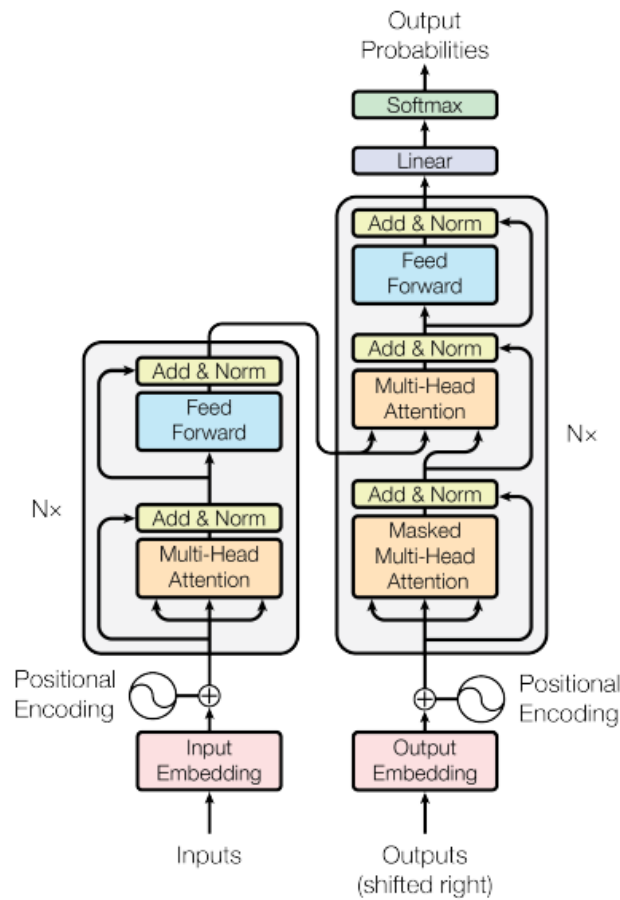 Output
Probabilities
Softmax
Linear
Add & Norm
Feed
Forward
Add & Norm
Multi-Head
Attention
N×
Add & Norm
Masked
Multi-Head
Attention
Add & Norm
Feed
Forward
N×
Add & Norm
Multi-Head
Attention
Positional
Encoding
Positional
Encoding
Input
Embedding
Output
Embedding
Inputs
Outputs
(shifted right)